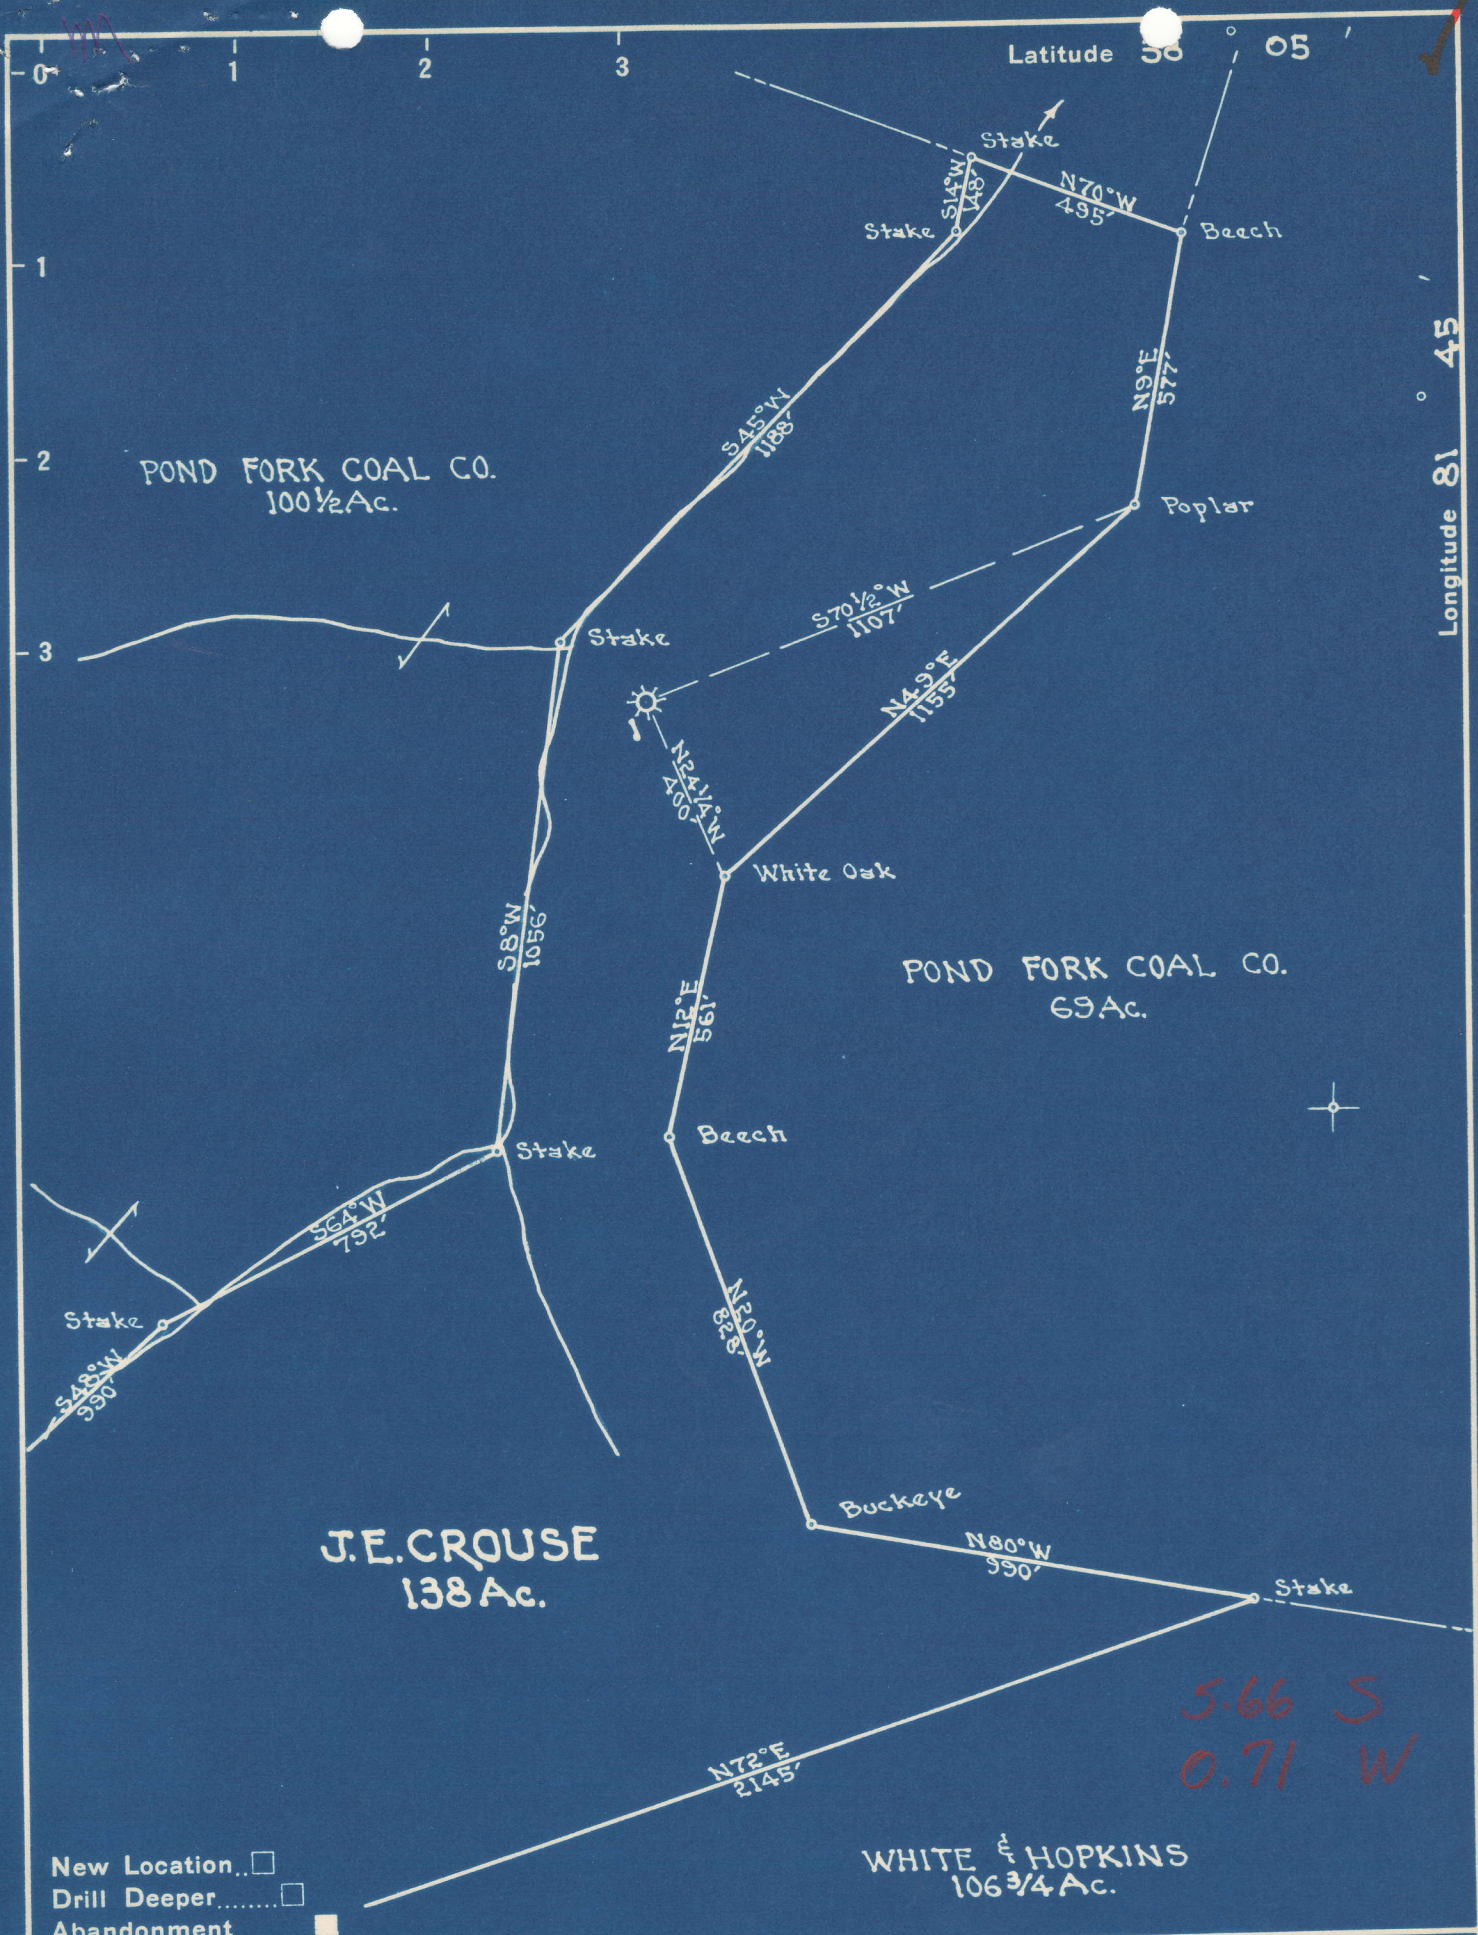 0 1 2 3
Latitude 38° 05'
1
2
3
Longitude 81° 45'
Stake
S14°W
148'
N70°W
495'
Stake
Beech
N9°E
577'
S45°W
1188'
POND FORK COAL CO.
100½Ac.
Poplar
S70½°W
1107'
Stake
N49°E
1155'
1
N24¼°W
400'
White Oak
S8°W
1056'
POND FORK COAL CO.
69Ac.
N12°E
561'
Beech
Stake
S64°W
792'
Stake
S48°W
990'
N20°W
828'
Buckeye
N80°W
990'
Stake
J.E. CROUSE
138 Ac.
5.66 S
0.71 W
N72°E
2145'
WHITE & HOPKINS
106¾Ac.
New Location..
Drill Deeper........
Abandonment